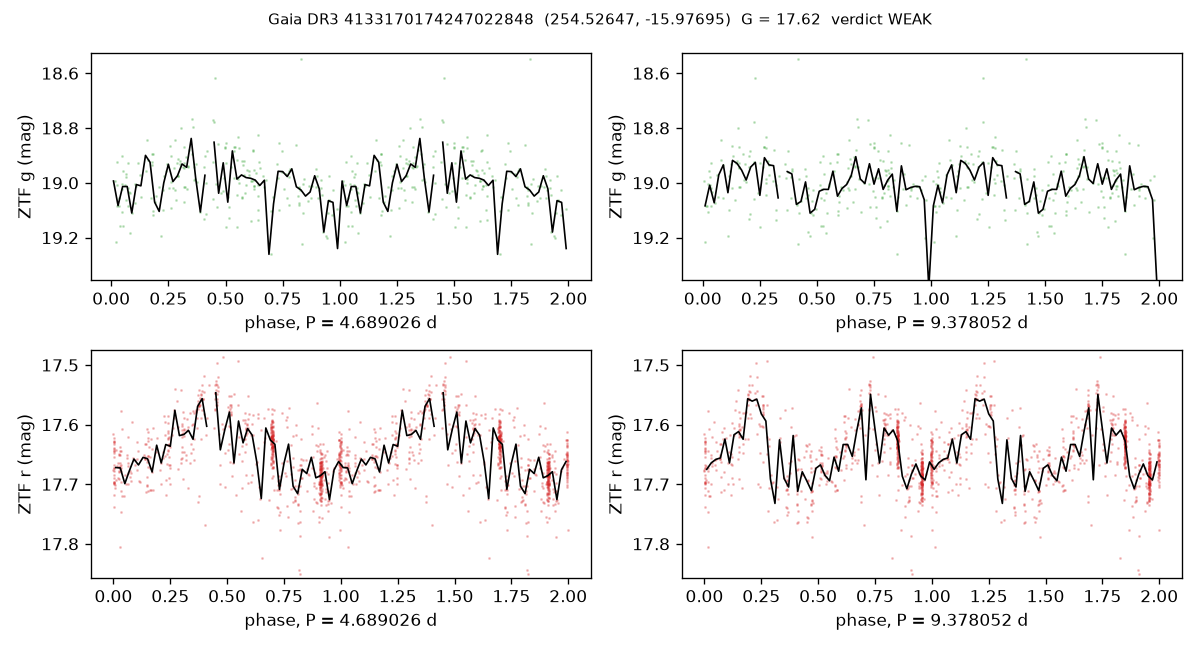 Gaia DR3 4133170174247022848  (254.52647, -15.97695)  G = 17.62  verdict WEAK
ZTF g (mag)
18.6
18.8
19.0
19.2
0.00 0.25 0.50 0.75 1.00 1.25 1.50 1.75 2.00
phase, P = 4.689026 d
ZTF g (mag)
18.6
18.8
19.0
19.2
0.00 0.25 0.50 0.75 1.00 1.25 1.50 1.75 2.00
phase, P = 9.378052 d
ZTF r (mag)
17.5
17.6
17.7
17.8
0.00 0.25 0.50 0.75 1.00 1.25 1.50 1.75 2.00
phase, P = 4.689026 d
ZTF r (mag)
17.5
17.6
17.7
17.8
0.00 0.25 0.50 0.75 1.00 1.25 1.50 1.75 2.00
phase, P = 9.378052 d